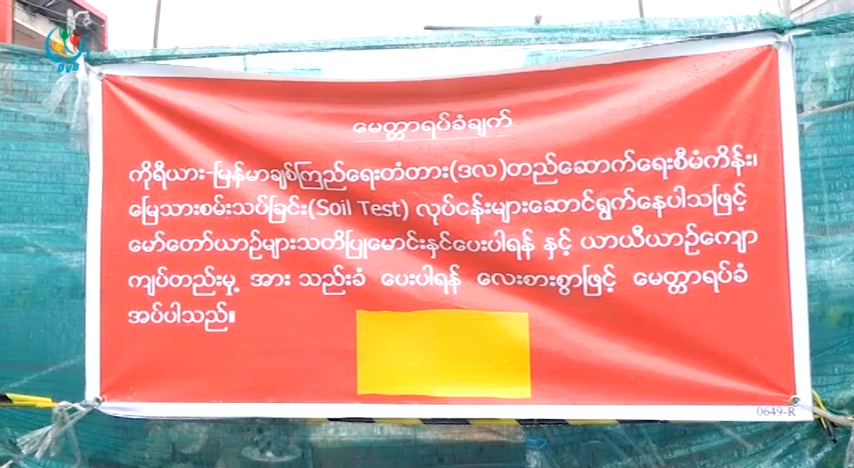 DVB
မေတ္တာရပ်ခံချက်
ကိုရီယား-မြန်မာချစ်ကြည်ရေးတံတား(ဒလ)တည်ဆောက်ရေးစီမံကိန်း၊
မြေသားစမ်းသပ်ခြင်း(Soil Test) လုပ်ငန်းများဆောင်ရွက်နေပါသဖြင့်
မော်တော်ယာဉ်များသတိပြုမောင်းနှင်ပေးပါရန် နှင့် ယာယီယာဉ်ကျော
ကျပ်တည်းမှု့ အား သည်းခံ ပေးပါရန် လေးစားစွာဖြင့် မေတ္တာရပ်ခံ
အပ်ပါသည်။
0649-R